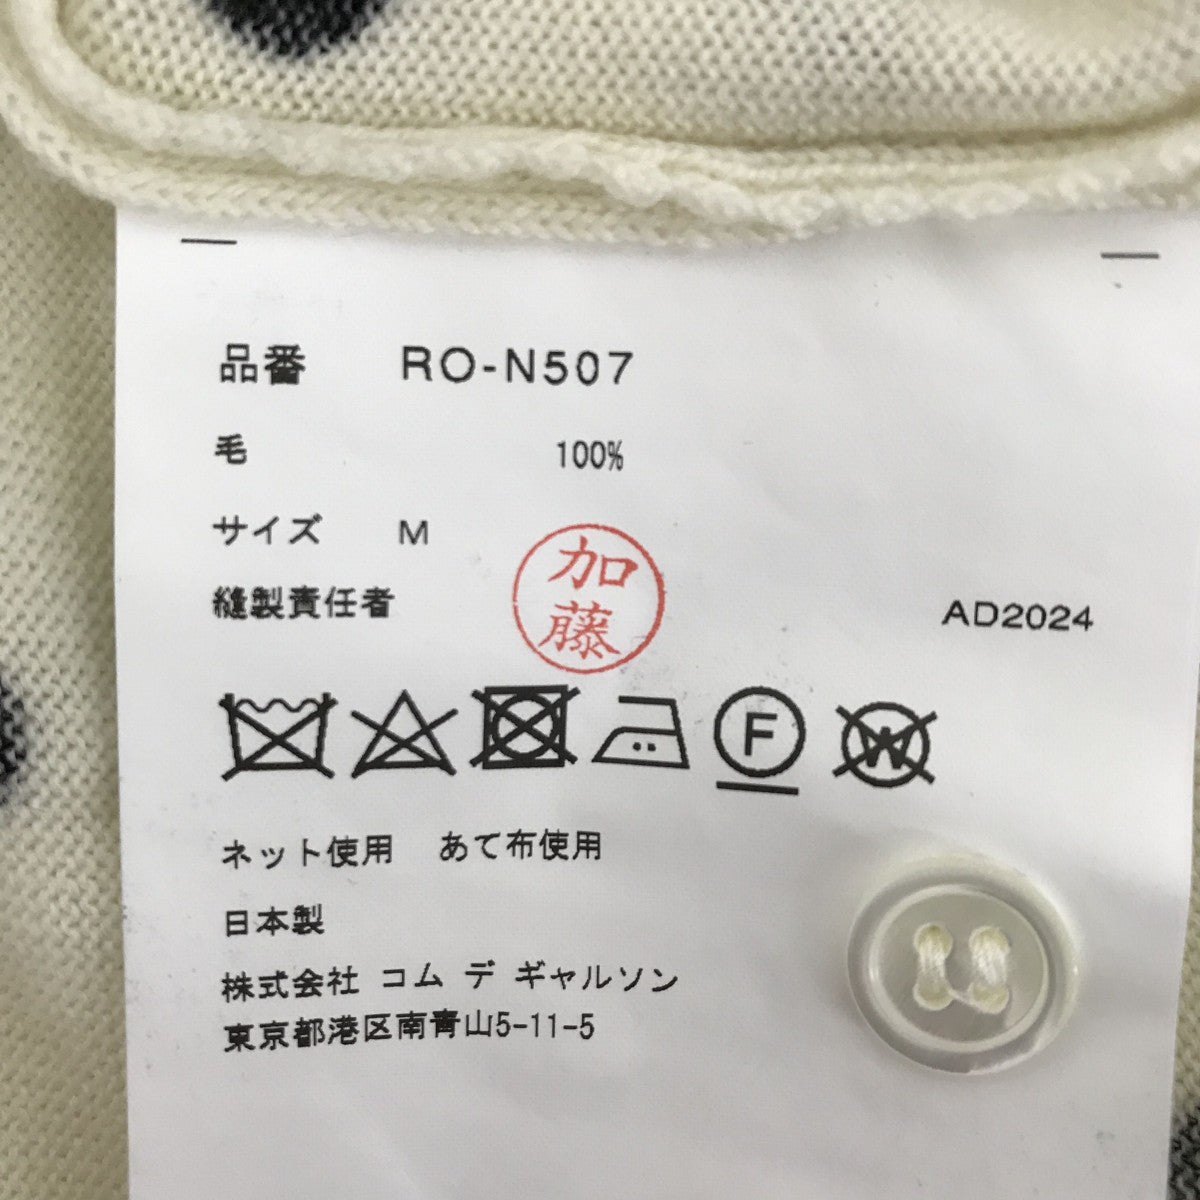 品番 RO-N507
毛 100%
サイズ M
加藤
縫製責任者 AD2024
F W
ネット使用 あて布使用
日本製
株式会社 コム デ ギャルソン
東京都港区南青山5-11-5